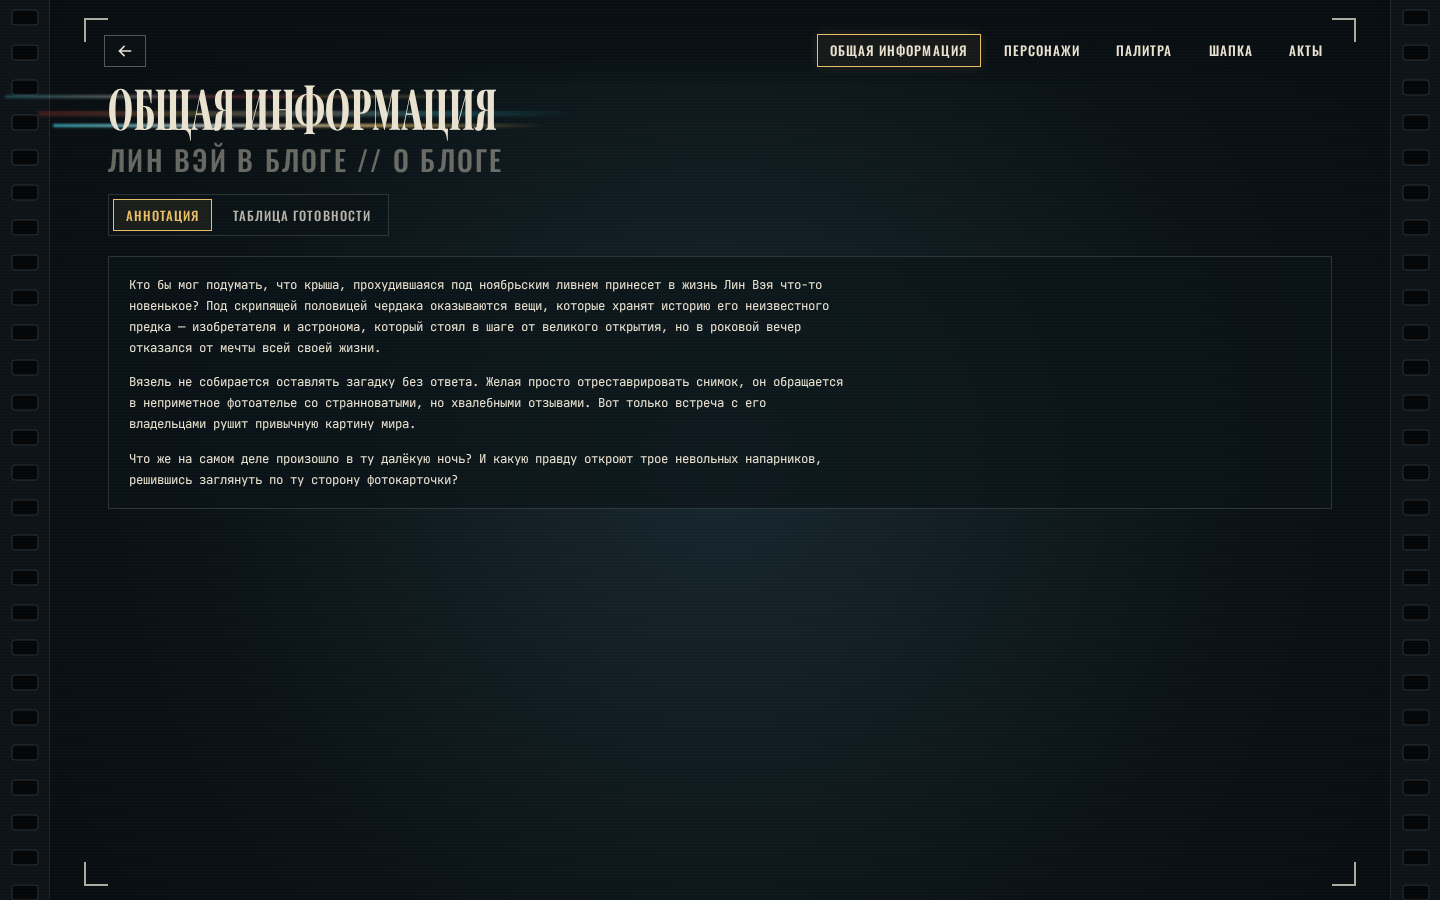 ←
ОБЩАЯ ИНФОРМАЦИЯ ПЕРСОНАЖИ ПАЛИТРА ШАПКА АКТЫ
ОБЩАЯ ИНФОРМАЦИЯ
ЛИН ВЭЙ В БЛОГЕ // О БЛОГЕ
АННОТАЦИЯ ТАБЛИЦА ГОТОВНОСТИ
Кто бы мог подумать, что крыша, прохудившаяся под ноябрьским ливнем принесет в жизнь Лин Вэя что-то
новенькое? Под скрипящей половицей чердака оказываются вещи, которые хранят историю его неизвестного
предка — изобретателя и астронома, который стоял в шаге от великого открытия, но в роковой вечер
отказался от мечты всей своей жизни.
Вязель не собирается оставлять загадку без ответа. Желая просто отреставрировать снимок, он обращается
в неприметное фотоателье со странноватыми, но хвалебными отзывами. Вот только встреча с его
владельцами рушит привычную картину мира.
Что же на самом деле произошло в ту далёкую ночь? И какую правду откроют трое невольных напарников,
решившись заглянуть по ту сторону фотокарточки?